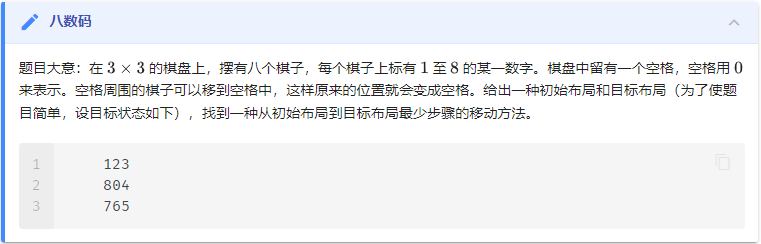 八数码
题目大意：在 3 × 3 的棋盘上，摆有八个棋子，每个棋子上标有 1 至 8 的某一数字。棋盘中留有一个空格，空格用 0
来表示。空格周围的棋子可以移到空格中，这样原来的位置就会变成空格。给出一种初始布局和目标布局（为了使题
目简单，设目标状态如下），找到一种从初始布局到目标布局最少步骤的移动方法。
1 123
2 804
3 765